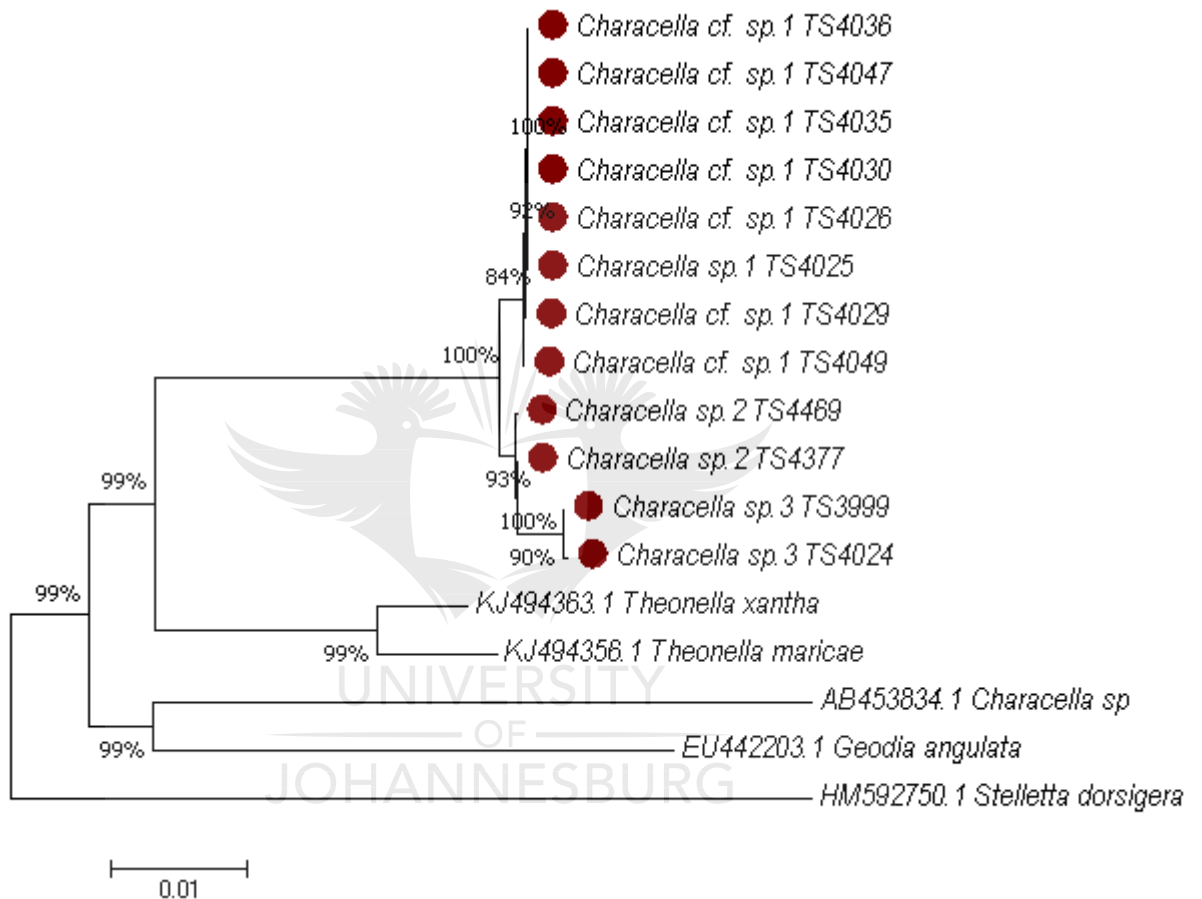 Characella cf. sp.1 TS4036
Characella cf. sp.1 TS4047
100%
Characella cf. sp.1 TS4035
Characella cf. sp.1 TS4030
92%
Characella cf. sp.1 TS4026
84%
Characella sp.1 TS4025
Characella cf. sp.1 TS4029
100%
Characella cf. sp.1 TS4049
Characella sp.2 TS4469
Characella sp.2 TS4377
99%
93%
Characella sp.3 TS3999
100%
90%
Characella sp.3 TS4024
99%
KJ494363.1 Theonella xantha
99%
KJ494356.1 Theonella maricae
UNIVERSITY
AB453834.1 Characella sp
OF
99%
EU442203.1 Geodia angulata
JOHANNESBURG
HM592750.1 Stelletta dorsigera
0.01